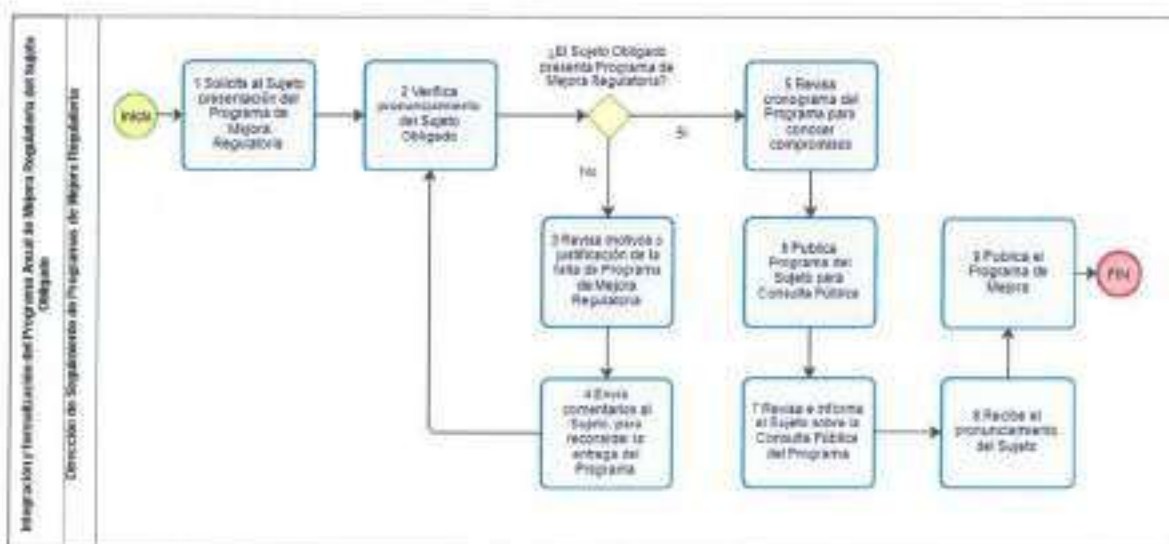 Integración y formalización del Programa Anual de Mejora Regulatoria del Sujeto
Obligado
Dirección de Seguimiento de Programas de Mejora Regulatoria
Inicio
1 Solicita al Sujeto
presentación del
Programa de
Mejora
Regulatoria
2 Verifica
pronunciamiento
del Sujeto
Obligado
¿El Sujeto Obligado
presenta Programa de
Mejora Regulatoria?
Si
No
3 Revisa motivos o
justificación de la
falta de Programa
de Mejora
Regulatoria
4 Envía
comentarios al
Sujeto, para
reconsiderar la
entrega del
Programa
5 Revisa
cronograma del
Programa para
conocer
compromisos
6 Publica
Programa del
Sujeto para
Consulta Pública
7 Revisa e informa
al Sujeto sobre la
Consulta Pública
del Programa
8 Recibe el
pronunciamiento
del Sujeto
9 Publica el
Programa de
Mejora
FIN